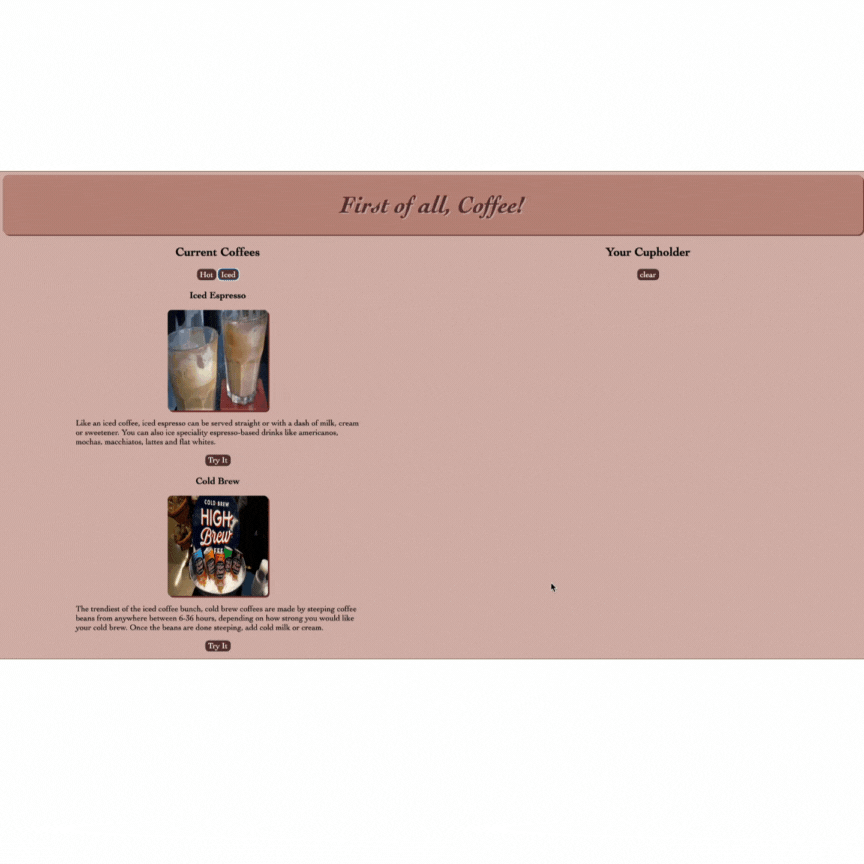 First of all, Coffee!
Current Coffees
Hot Iced
Iced Espresso
Like an iced coffee, iced espresso can be served straight or with a dash of milk, cream
or sweetener. You can also ice speciality espresso-based drinks like americanos,
mochas, macchiatos, lattes and flat whites.
Try It
Cold Brew
COLD BREW
HIGH
Brew
The trendiest of the iced coffee bunch, cold brew coffees are made by steeping coffee
beans from anywhere between 6-36 hours, depending on how strong you would like
your cold brew. Once the beans are done steeping, add cold milk or cream.
Try It
Your Cupholder
clear